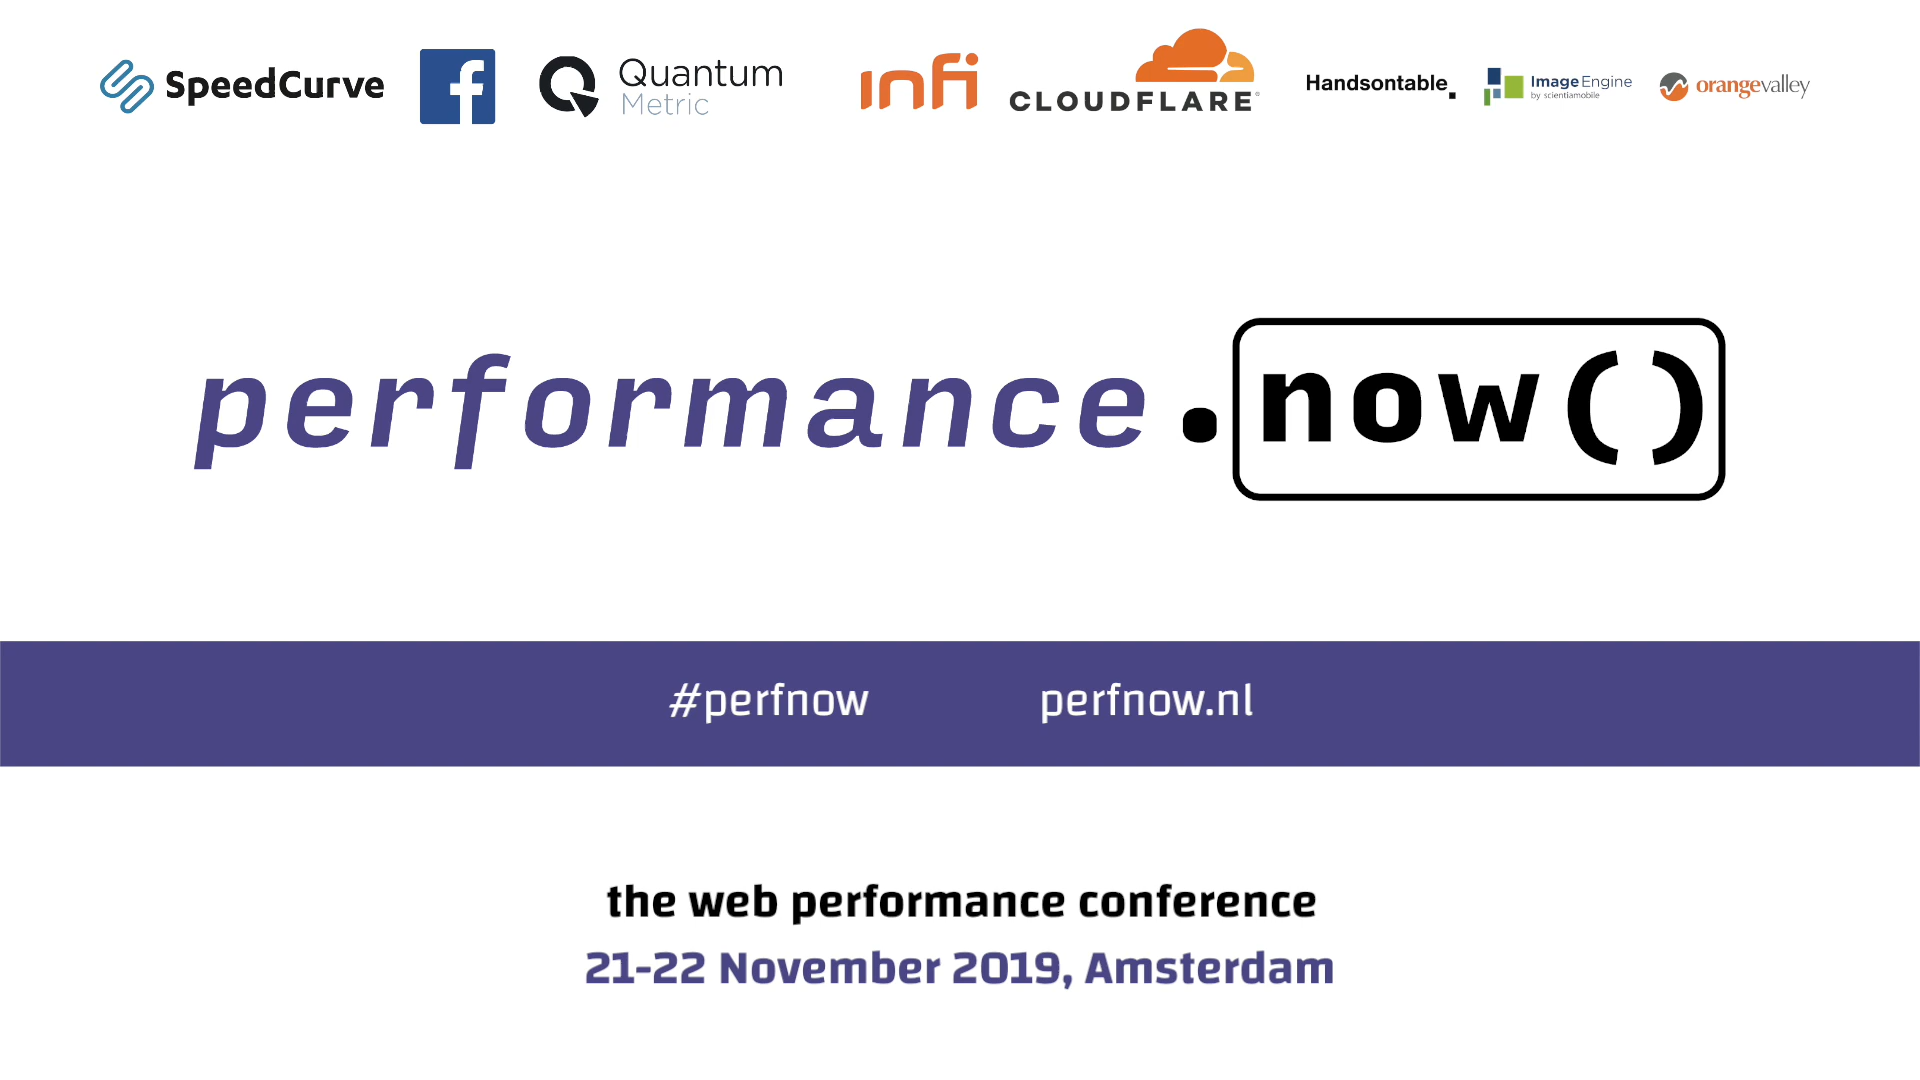 SpeedCurve
f
Quantum
Metric
infi
CLOUDFLARE®
Handsontable.
ImageEngine
by scientiamobile
orangevalley
performance.now()
#perfnow perfnow.nl
the web performance conference
21-22 November 2019, Amsterdam